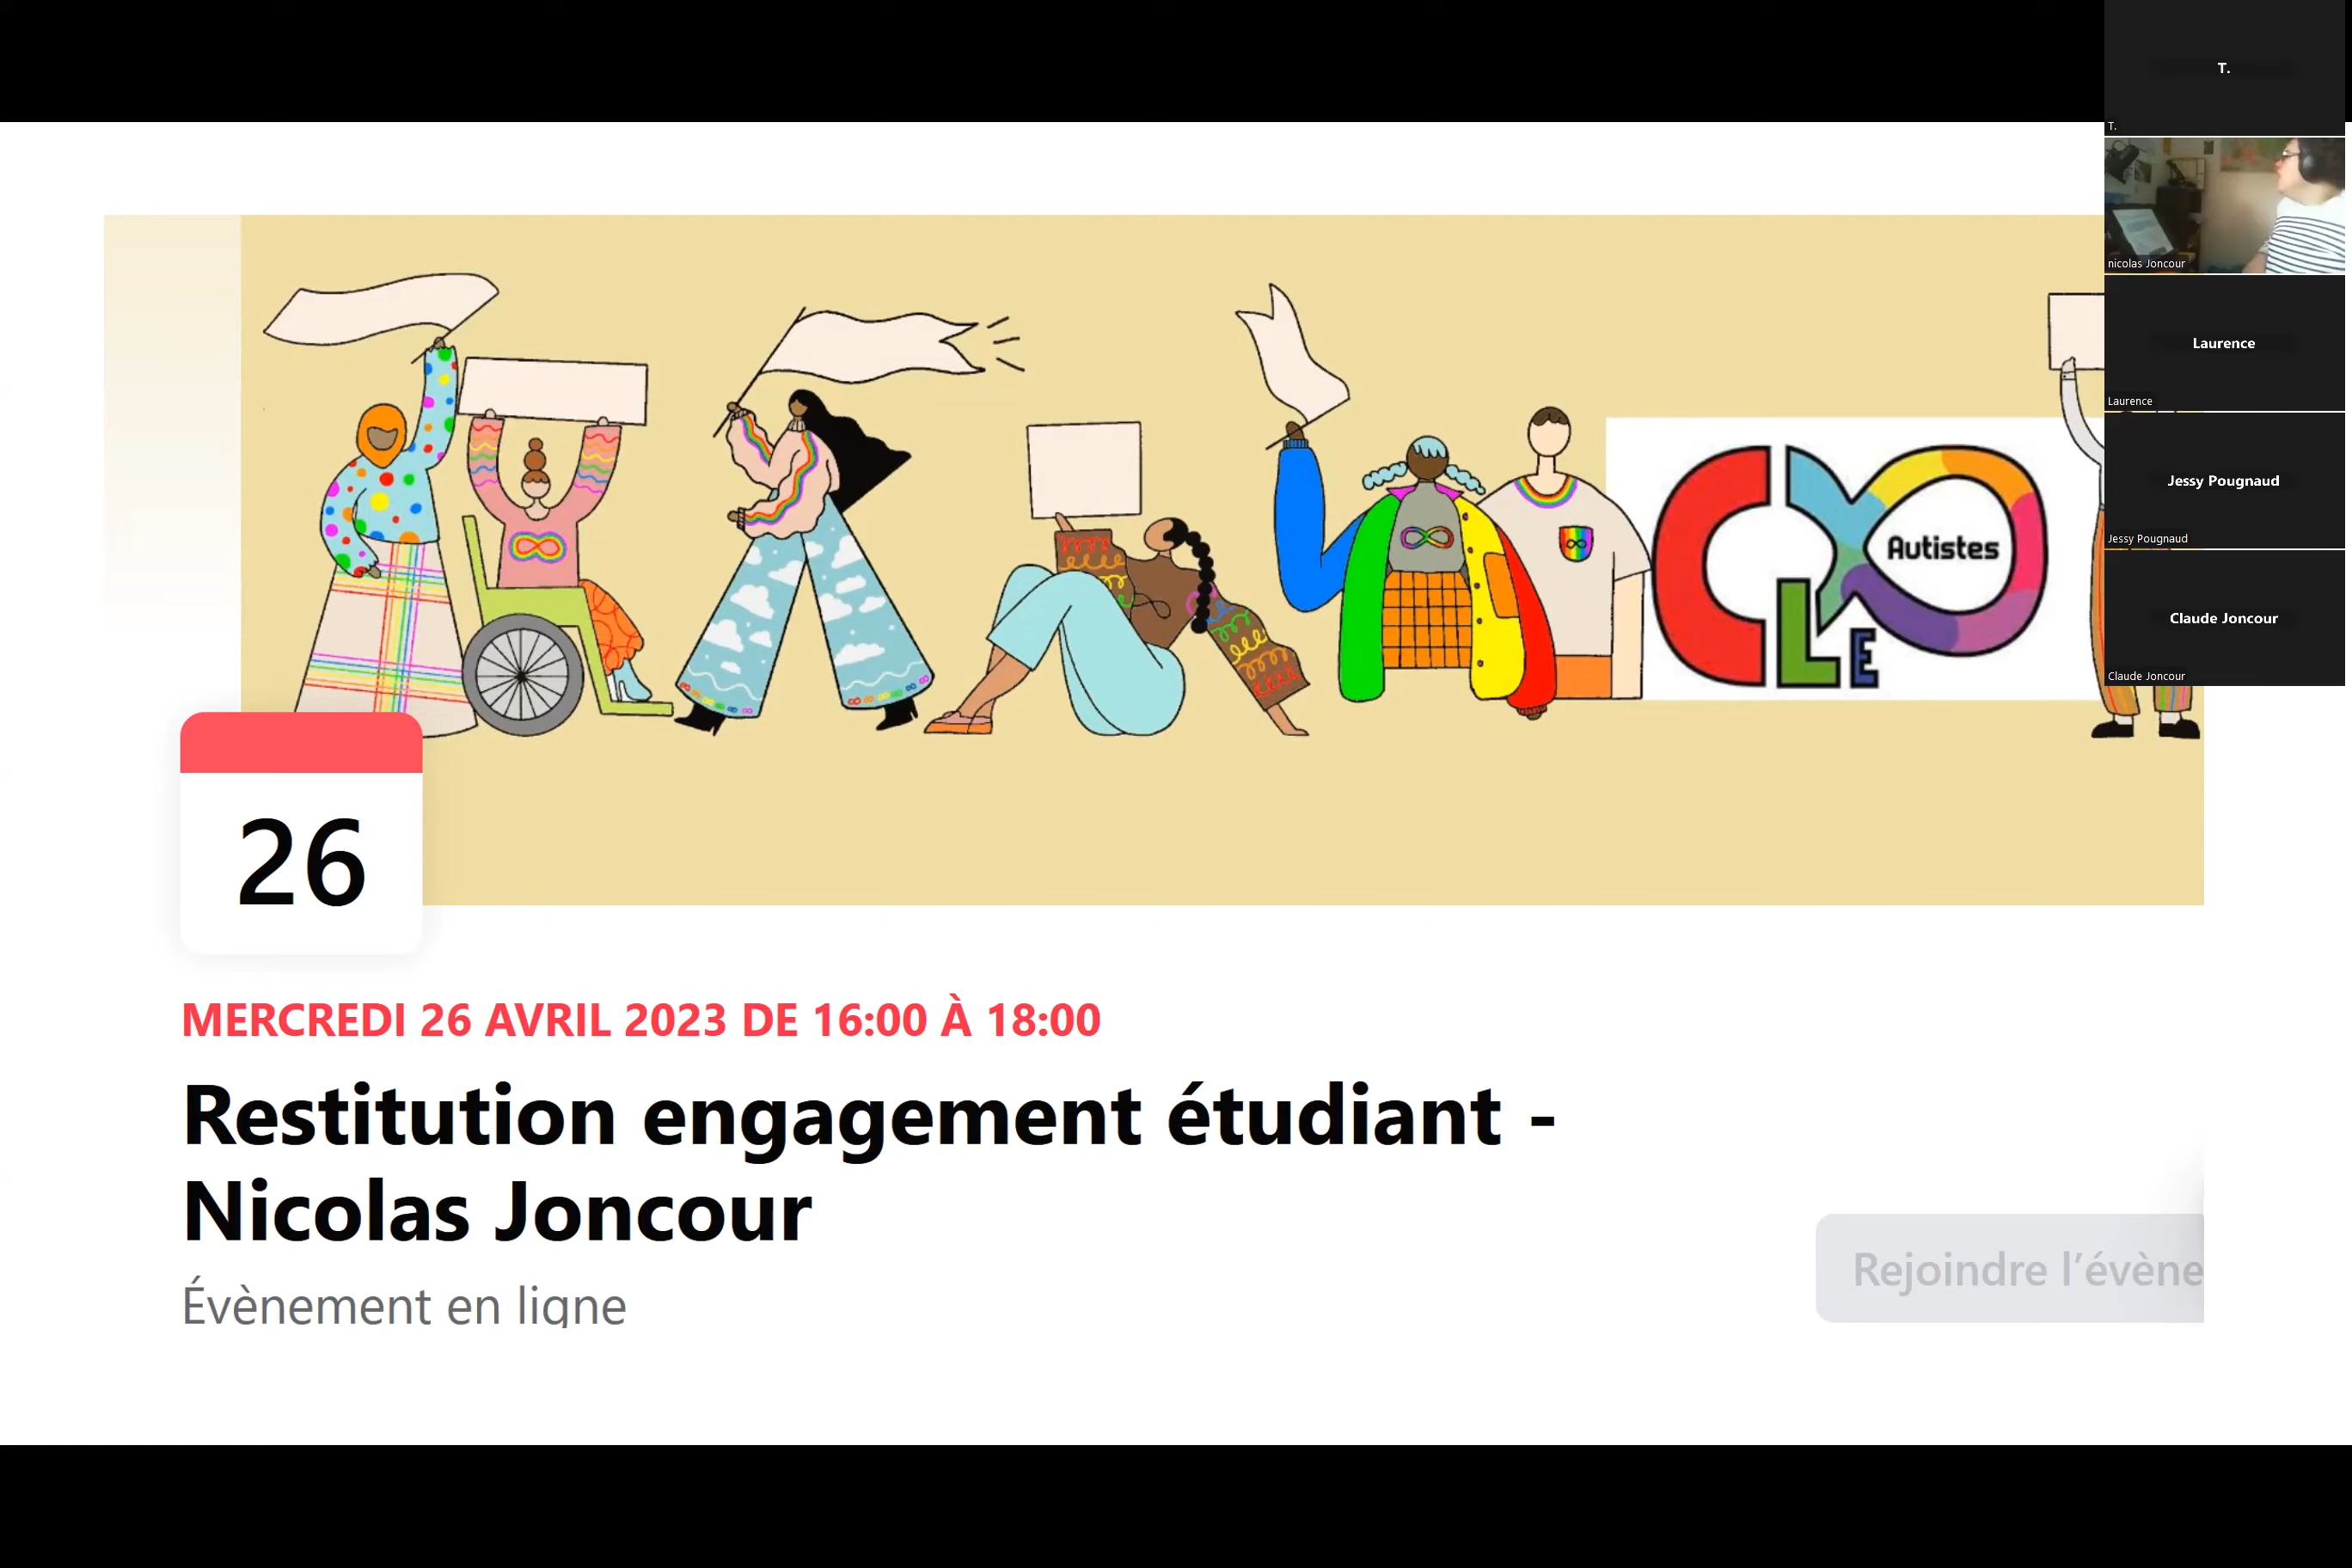 T.
T.
nicolas Joncour
Laurence
Laurence
Jessy Pougnaud
Jessy Pougnaud
Claude Joncour
Claude Joncour
CLE
Autistes
26
MERCREDI 26 AVRIL 2023 DE 16:00 À 18:00
Restitution engagement étudiant -
Nicolas Joncour
Évènement en ligne
Rejoindre l’évène